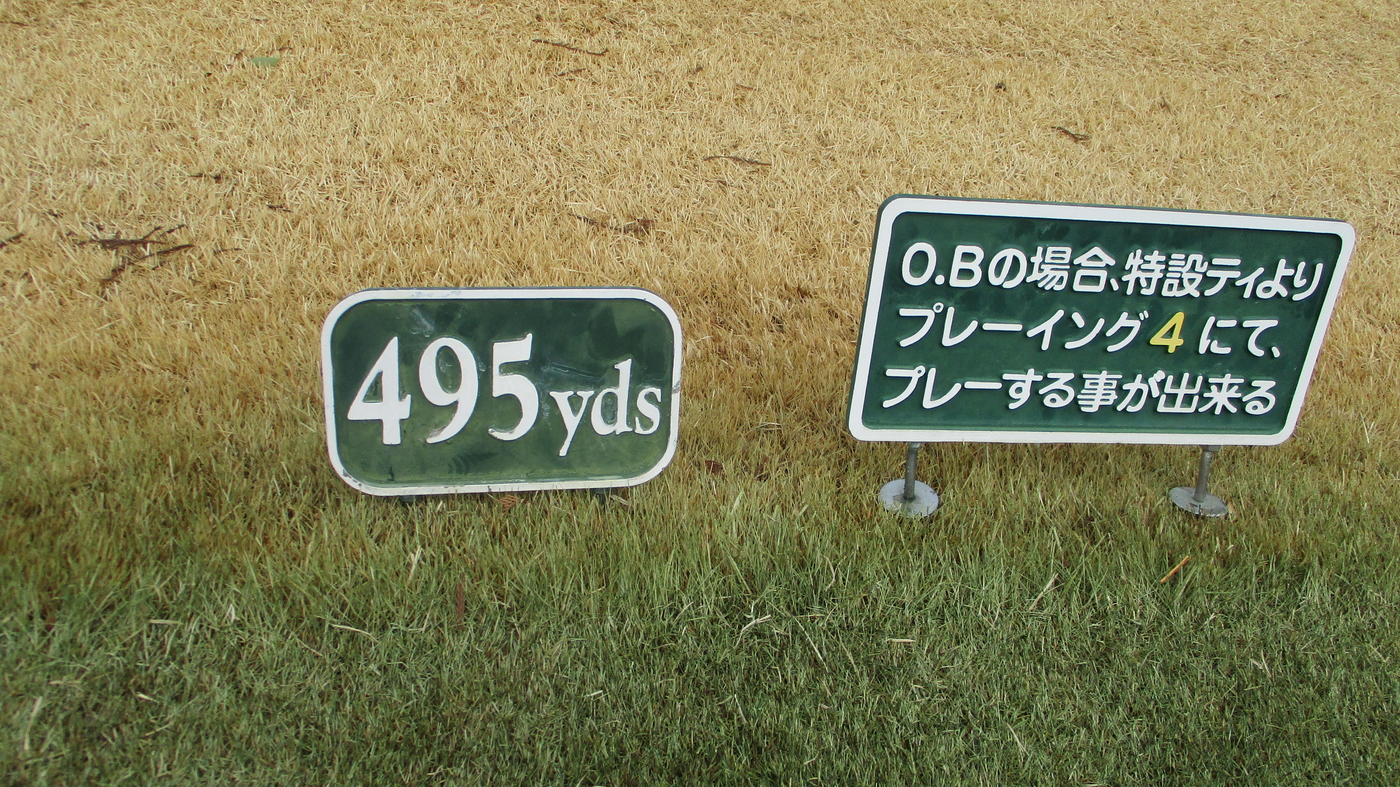 495yds
O.Bの場合、特設ティより
プレーイング4にて、
プレーする事が出来る